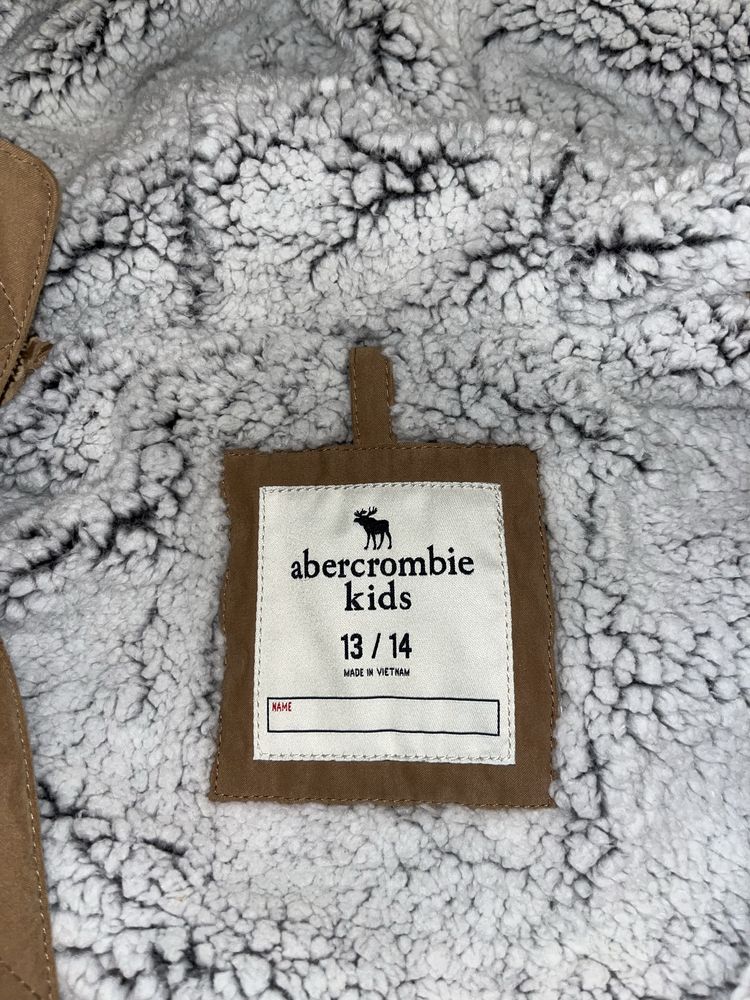 abercrombie
kids
13 / 14
MADE IN VIETNAM
NAME